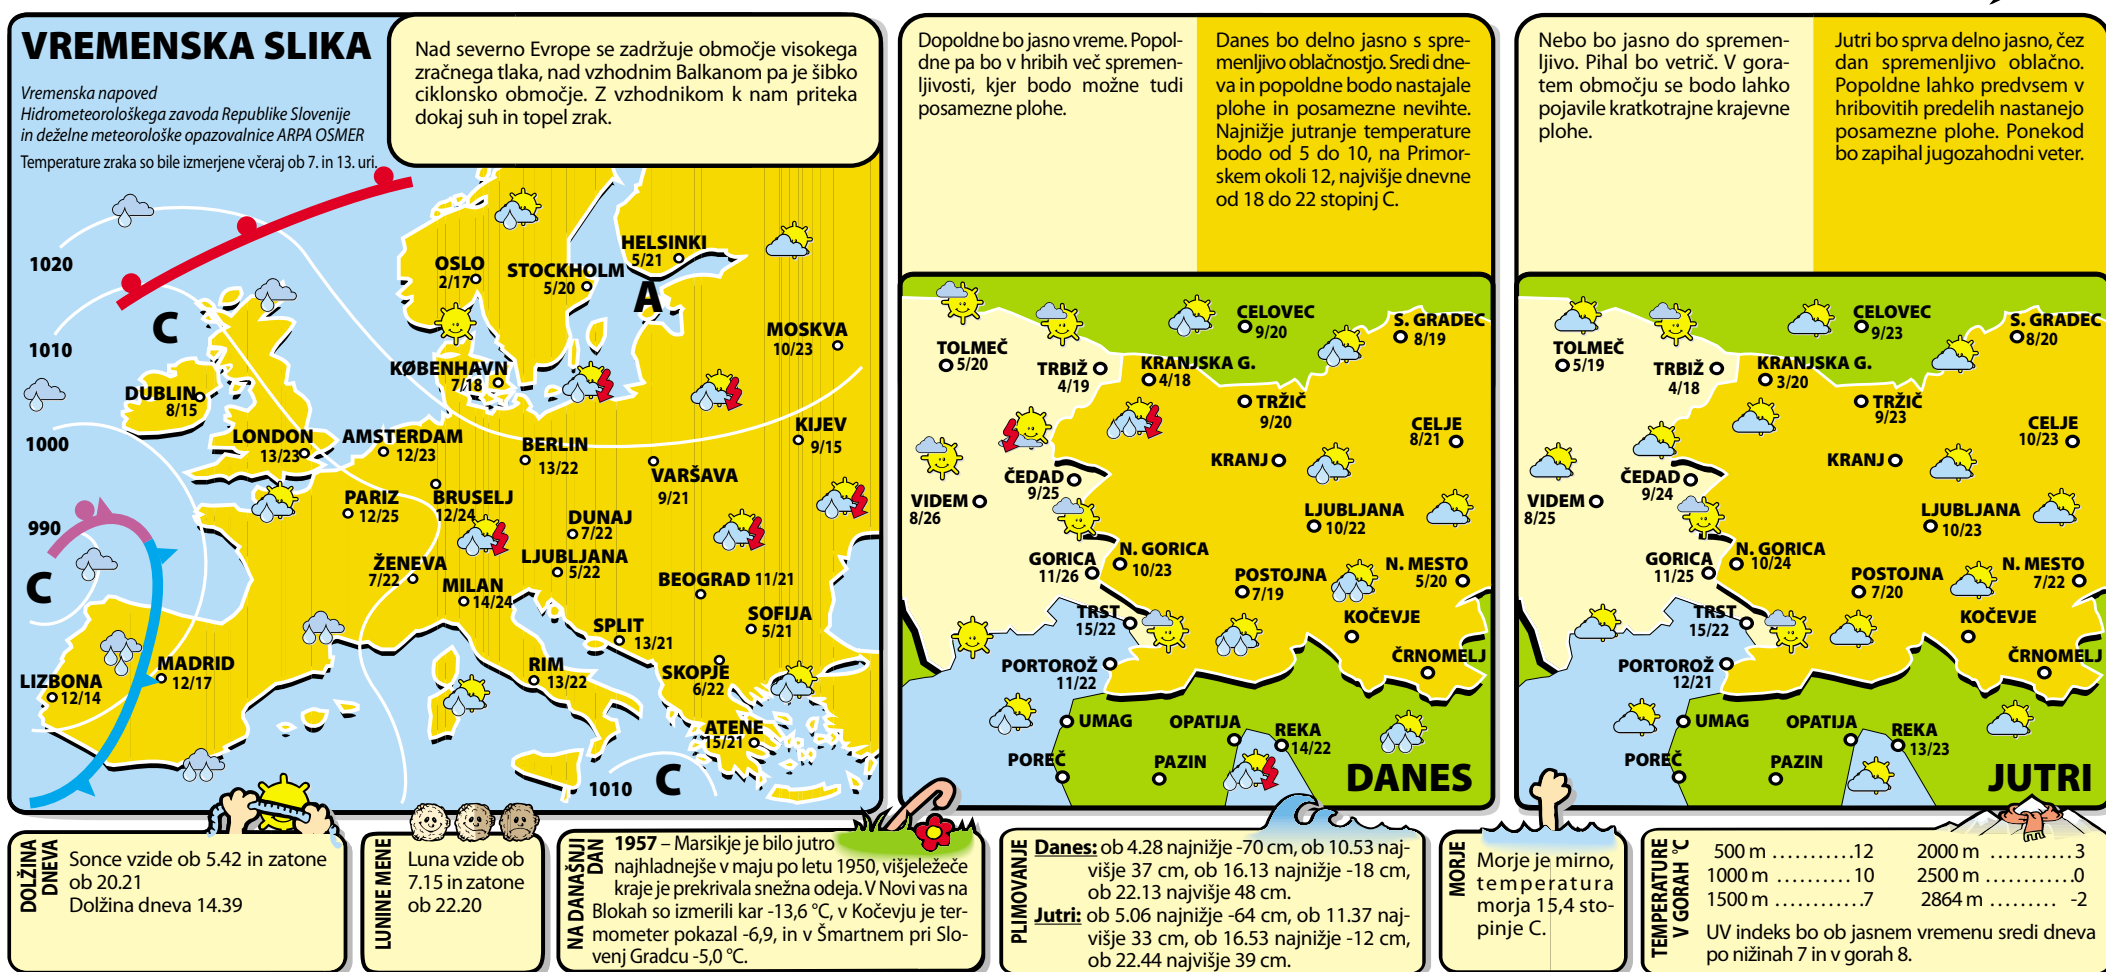 VREMENSKA SLIKA
Vremenska napoved
Hidrometeorološkega zavoda Republike Slovenije
in deželne meteorološke opazovalnice ARPA OSMER
Temperature zraka so bile izmerjene včeraj ob 7. in 13. uri.
Nad severno Evrope se zadržuje območje visokega
zračnega tlaka, nad vzhodnim Balkanom pa je šibko
ciklonsko območje. Z vzhodnikom k nam priteka
dokaj suh in topel zrak.
1020
1010
1000
990
C
C
A
C
1010
HELSINKI
5/21
OSLO
2/17
STOCKHOLM
5/20
MOSKVA
10/23
KØBENHAVN
7/18
DUBLIN
8/15
LONDON
13/23
AMSTERDAM
12/23
BERLIN
13/22
KIJEV
9/15
VARŠAVA
9/21
PARIZ
12/25
BRUSELJ
12/24
DUNAJ
7/22
LJUBLJANA
5/22
ŽENEVA
7/22
MILAN
14/24
BEOGRAD 11/21
SOFIJA
5/21
SPLIT
13/21
SKOPJE
6/22
RIM
13/22
MADRID
12/17
LIZBONA
12/14
ATENE
15/21
Dopoldne bo jasno vreme. Popol-
dne pa bo v hribih več spremen-
ljivosti, kjer bodo možne tudi
posamezne plohe.
Danes bo delno jasno s spre-
menljivo oblačnostjo. Sredi dne-
va in popoldne bodo nastajale
plohe in posamezne nevihte.
Najnižje jutranje temperature
bodo od 5 do 10, na Primor-
skem okoli 12, najvišje dnevne
od 18 do 22 stopinj C.
CELOVEC
9/20
S. GRADEC
8/19
TOLMEČ
5/20
TRBIŽ
4/19
KRANJSKA G.
4/18
TRŽIČ
9/20
CELJE
8/21
KRANJ
ČEDAD
9/25
VIDEM
8/26
LJUBLJANA
10/22
GORICA
11/26
N. GORICA
10/23
N. MESTO
5/20
POSTOJNA
7/19
TRST
15/22
KOČEVJE
PORTOROŽ
11/22
ČRNOMELJ
UMAG
OPATIJA
REKA
14/22
POREČ
PAZIN
DANES
Nebo bo jasno do spremen-
ljivo. Pihal bo vetrič. V gora-
tem območju se bodo lahko
pojavile kratkotrajne krajevne
plohe.
Jutri bo sprva delno jasno, čez
dan spremenljivo oblačno.
Popoldne lahko predvsem v
hribovitih predelih nastanejo
posamezne plohe. Ponekod
bo zapihal jugozahodni veter.
CELOVEC
9/23
S. GRADEC
8/20
TOLMEČ
5/19
TRBIŽ
4/18
KRANJSKA G.
3/20
TRŽIČ
9/23
CELJE
10/23
KRANJ
ČEDAD
9/24
VIDEM
8/25
LJUBLJANA
10/23
GORICA
11/25
N. GORICA
10/24
N. MESTO
7/22
POSTOJNA
7/20
TRST
15/22
KOČEVJE
PORTOROŽ
12/21
ČRNOMELJ
UMAG
OPATIJA
REKA
13/23
POREČ
PAZIN
JUTRI
DOLŽINA
DNEVA
Sonce vzide ob 5.42 in zatone
ob 20.21
Dolžina dneva 14.39
LUNINE MENE
Luna vzide ob
7.15 in zatone
ob 22.20
NA DANAŠNJI
DAN
1957 – Marsikje je bilo jutro
najhladnejše v maju po letu 1950, višjeležeče
kraje je prekrivala snežna odeja. V Novi vas na
Blokah so izmerili kar -13,6 °C, v Kočevju je ter-
mometer pokazal -6,9, in v Šmartnem pri Slo-
venj Gradcu -5,0 °C.
PLIMOVANJE
Danes: ob 4.28 najnižje -70 cm, ob 10.53 naj-
višje 37 cm, ob 16.13 najnižje -18 cm,
ob 22.13 najvišje 48 cm.
Jutri: ob 5.06 najnižje -64 cm, ob 11.37 naj-
višje 33 cm, ob 16.53 najnižje -12 cm,
ob 22.44 najvišje 39 cm.
MORJE
Morje je mirno,
temperatura
morja 15,4 sto-
pinje C.
TEMPERATURE
V GORAH °C
500 m ...........12
1000 m ..........10
1500 m ...........7
2000 m ...........3
2500 m ............0
2864 m ......... -2
UV indeks bo ob jasnem vremenu sredi dneva
po nižinah 7 in v gorah 8.